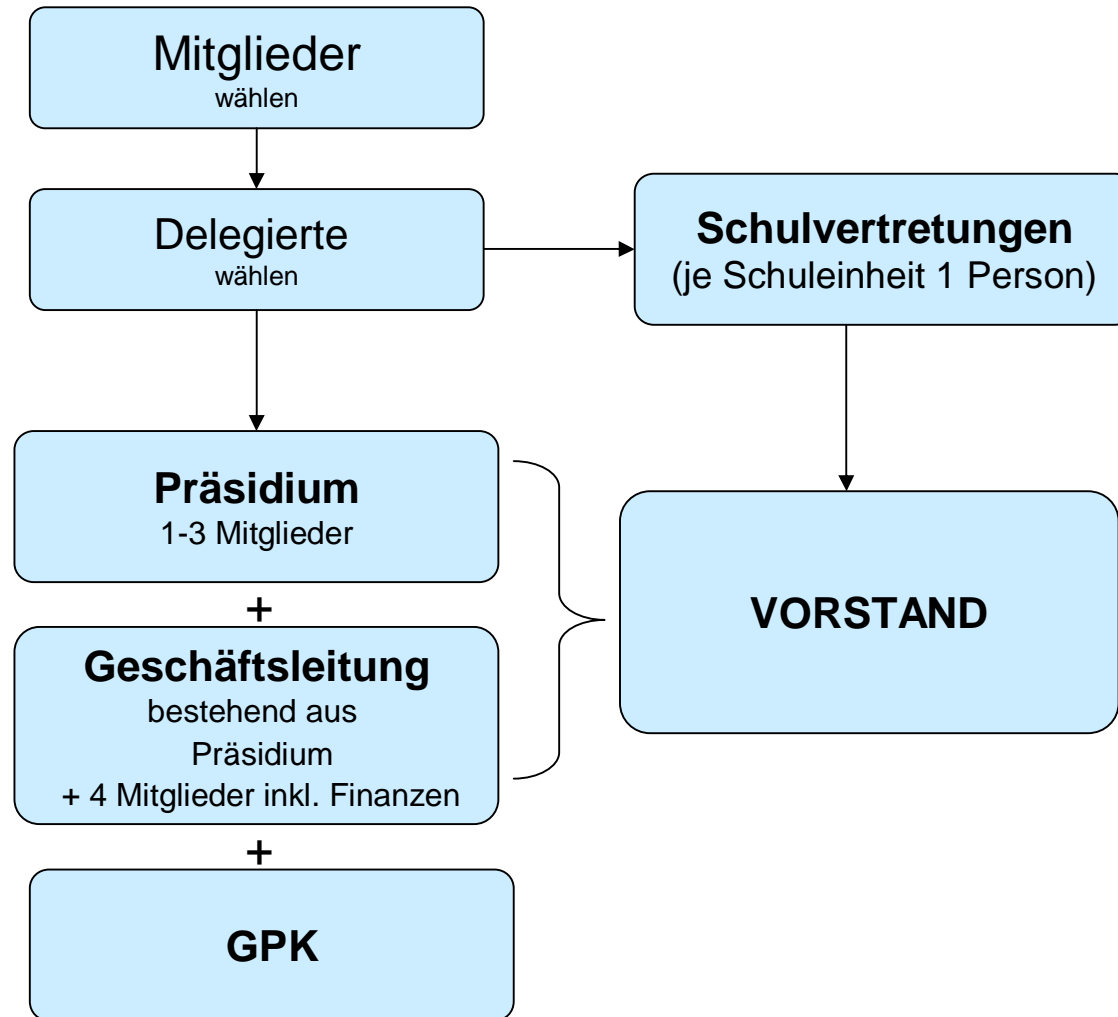 Mitglieder
wählen
Delegierte
wählen
Schulvertretungen
(je Schuleinheit 1 Person)
Präsidium
1-3 Mitglieder
+
Geschäftsleitung
bestehend aus
Präsidium
+ 4 Mitglieder inkl. Finanzen
VORSTAND
+
GPK